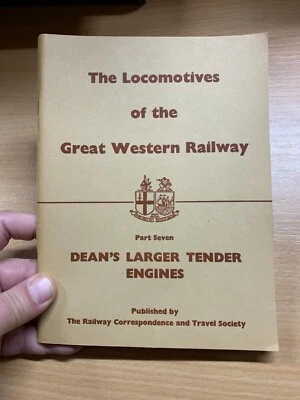 The Locomotives
of the
Great Western Railway
Part Seven
DEAN'S LARGER TENDER
ENGINES
Published by
The Railway Correspondence and Travel Society